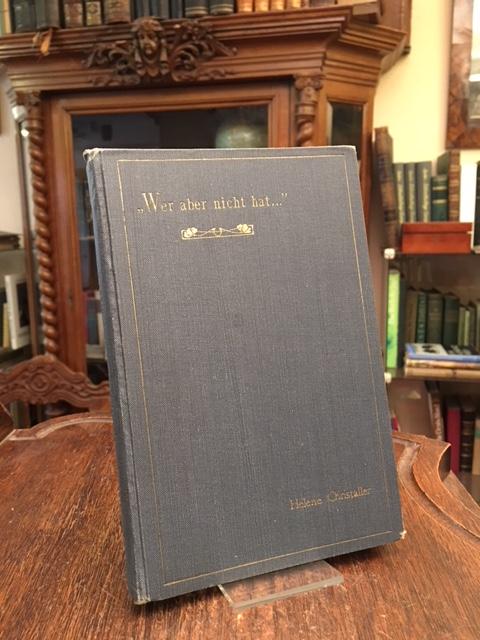 „Wer aber nicht hat..."
Helene Christaller